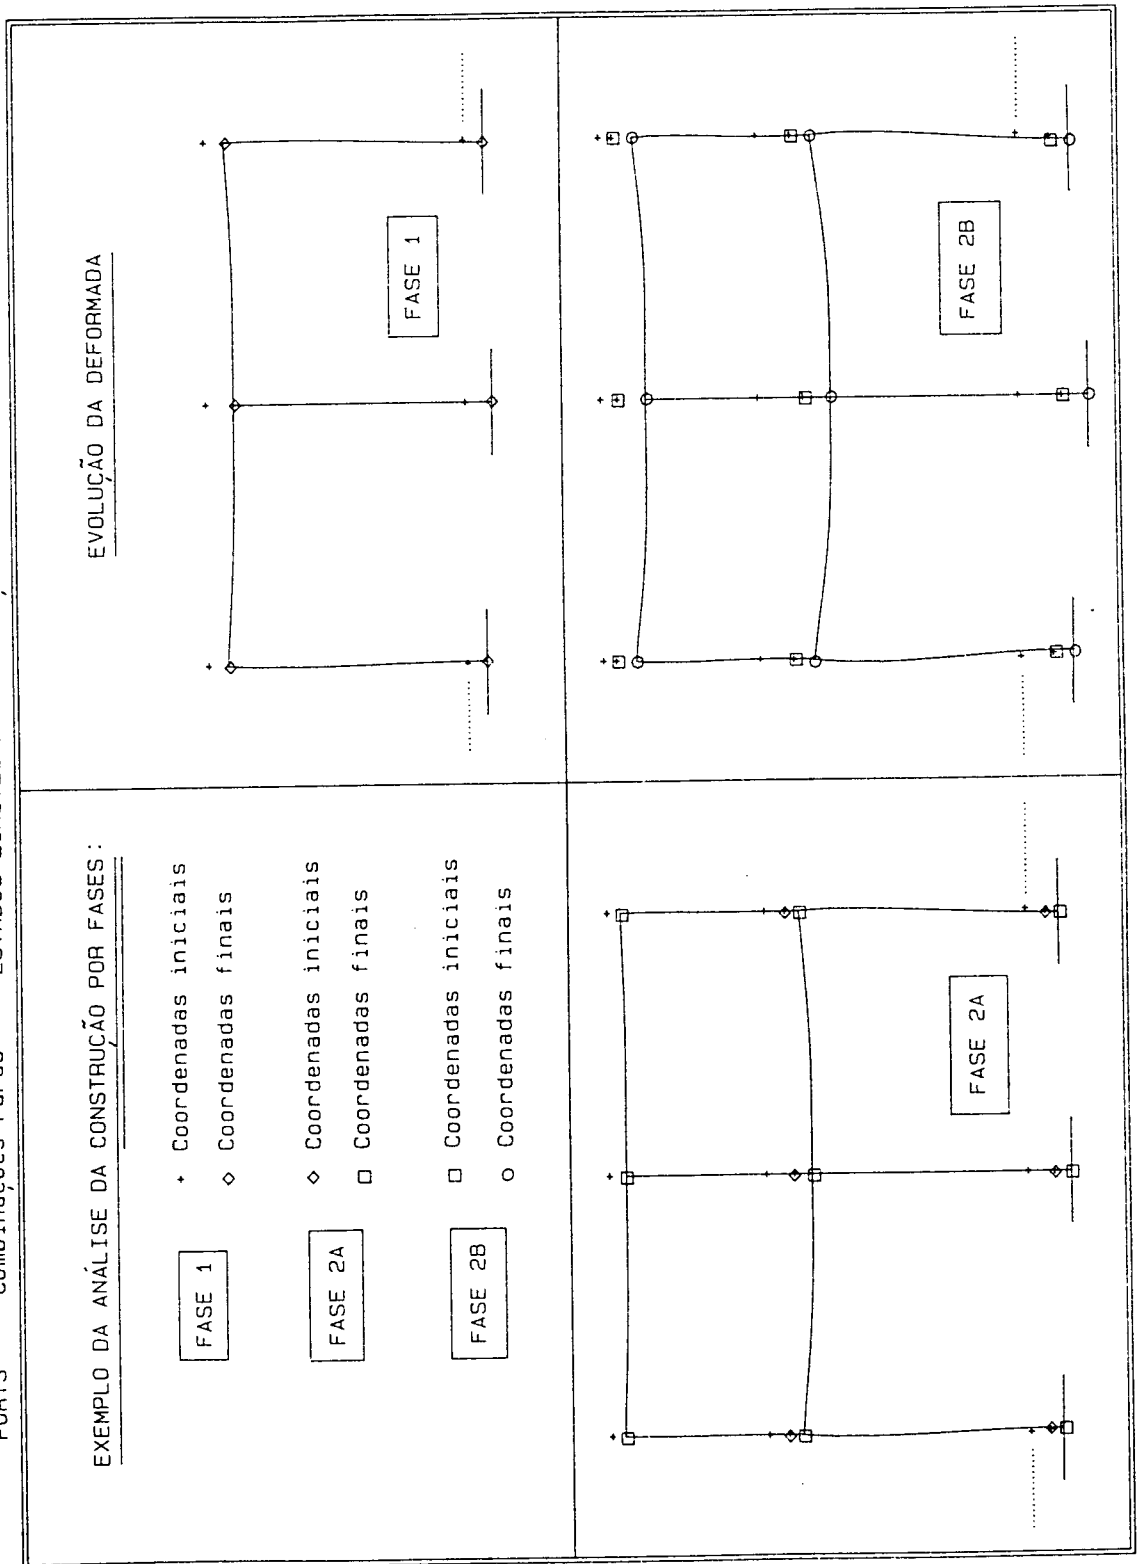 EXEMPLO DA ANÁLISE DA CONSTRUÇÃO POR FASES:
FASE 1
+ Coordenadas iniciais
◇ Coordenadas finais
FASE 2A
◇ Coordenadas iniciais
□ Coordenadas finais
FASE 2B
□ Coordenadas iniciais
○ Coordenadas finais
EVOLUÇÃO DA DEFORMADA
FASE 1
FASE 2A
FASE 2B